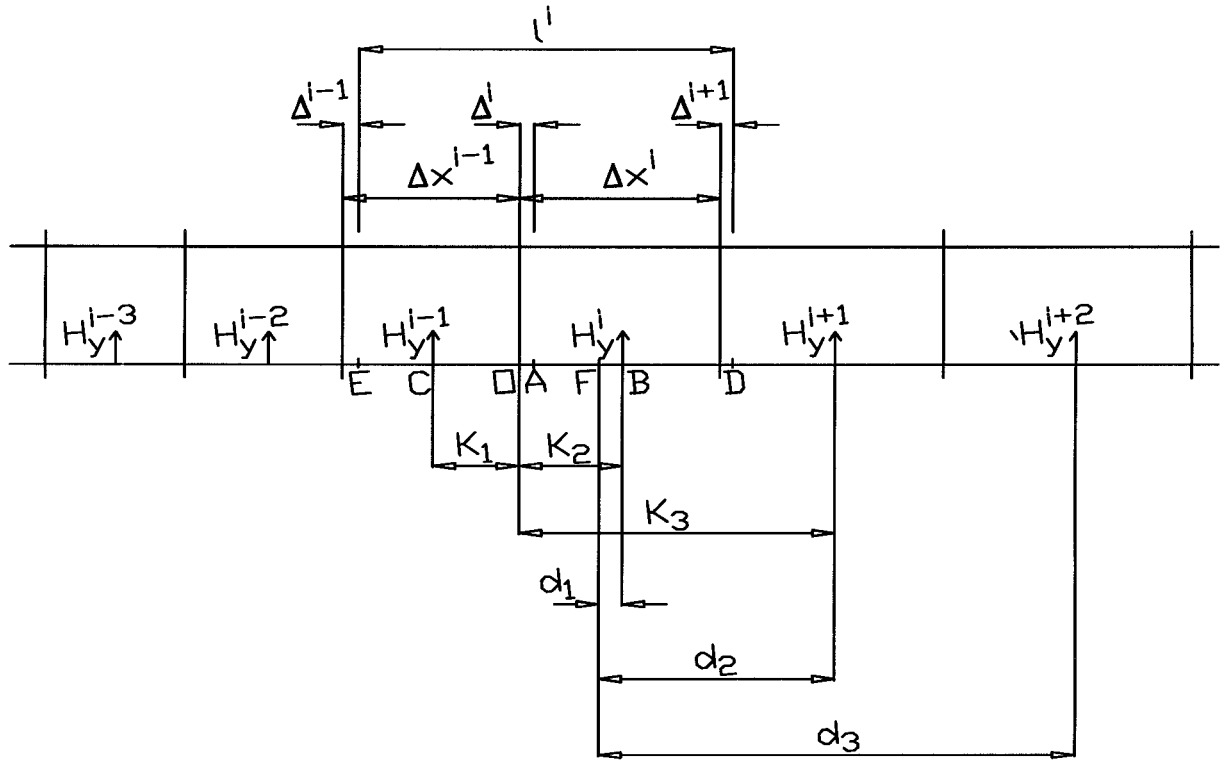 l^i
Δ^{i-1} Δ^i Δ^{i+1}
Δx^{i-1} Δx^i
H_y^{i-3} H_y^{i-2} H_y^{i-1} H_y^i H_y^{i+1} H_y^{i+2}
E C O A F B D
K_1 K_2
K_3
d_1
d_2
d_3